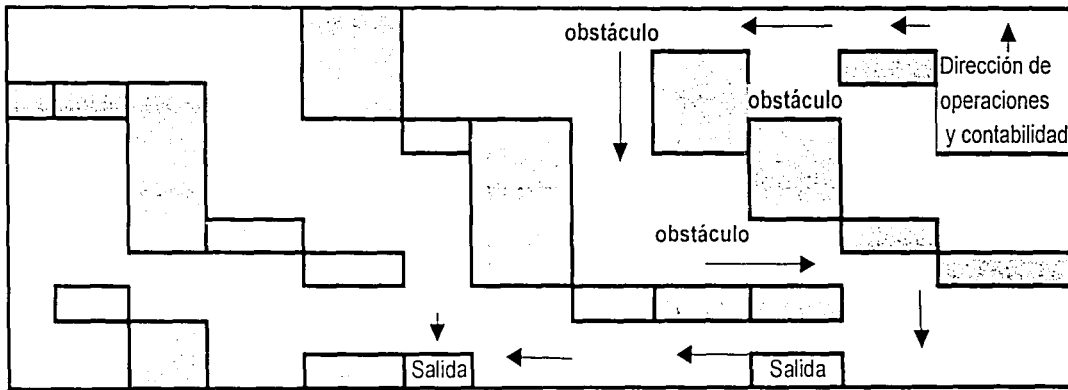 obstáculo
Dirección de
operaciones
y contabilidad
obstáculo
obstáculo
Salida
Salida